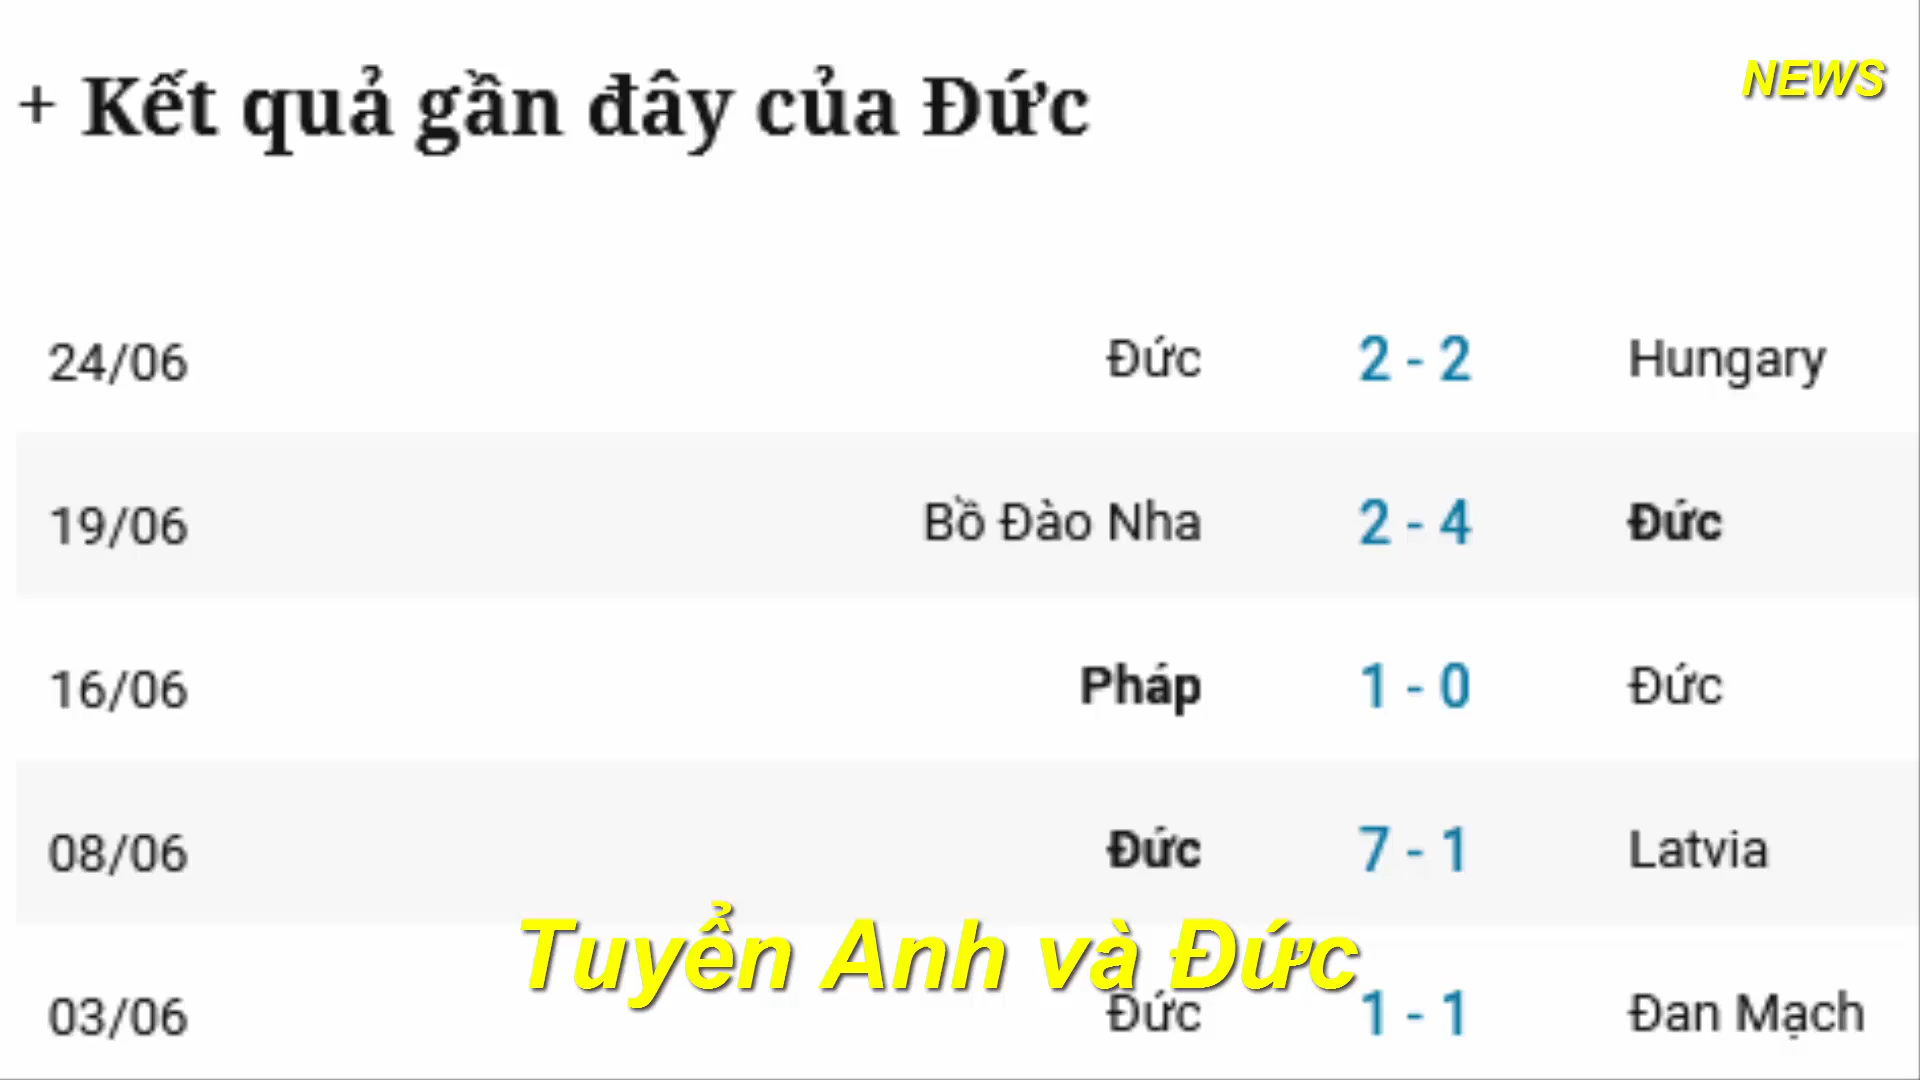 + Kết quả gần đây của Đức
NEWS
24/06 Đức 2 - 2 Hungary
19/06 Bồ Đào Nha 2 - 4 Đức
16/06 Pháp 1 - 0 Đức
08/06 Đức 7 - 1 Latvia
Tuyển Anh và Đức
03/06 Đức 1 - 1 Đan Mạch